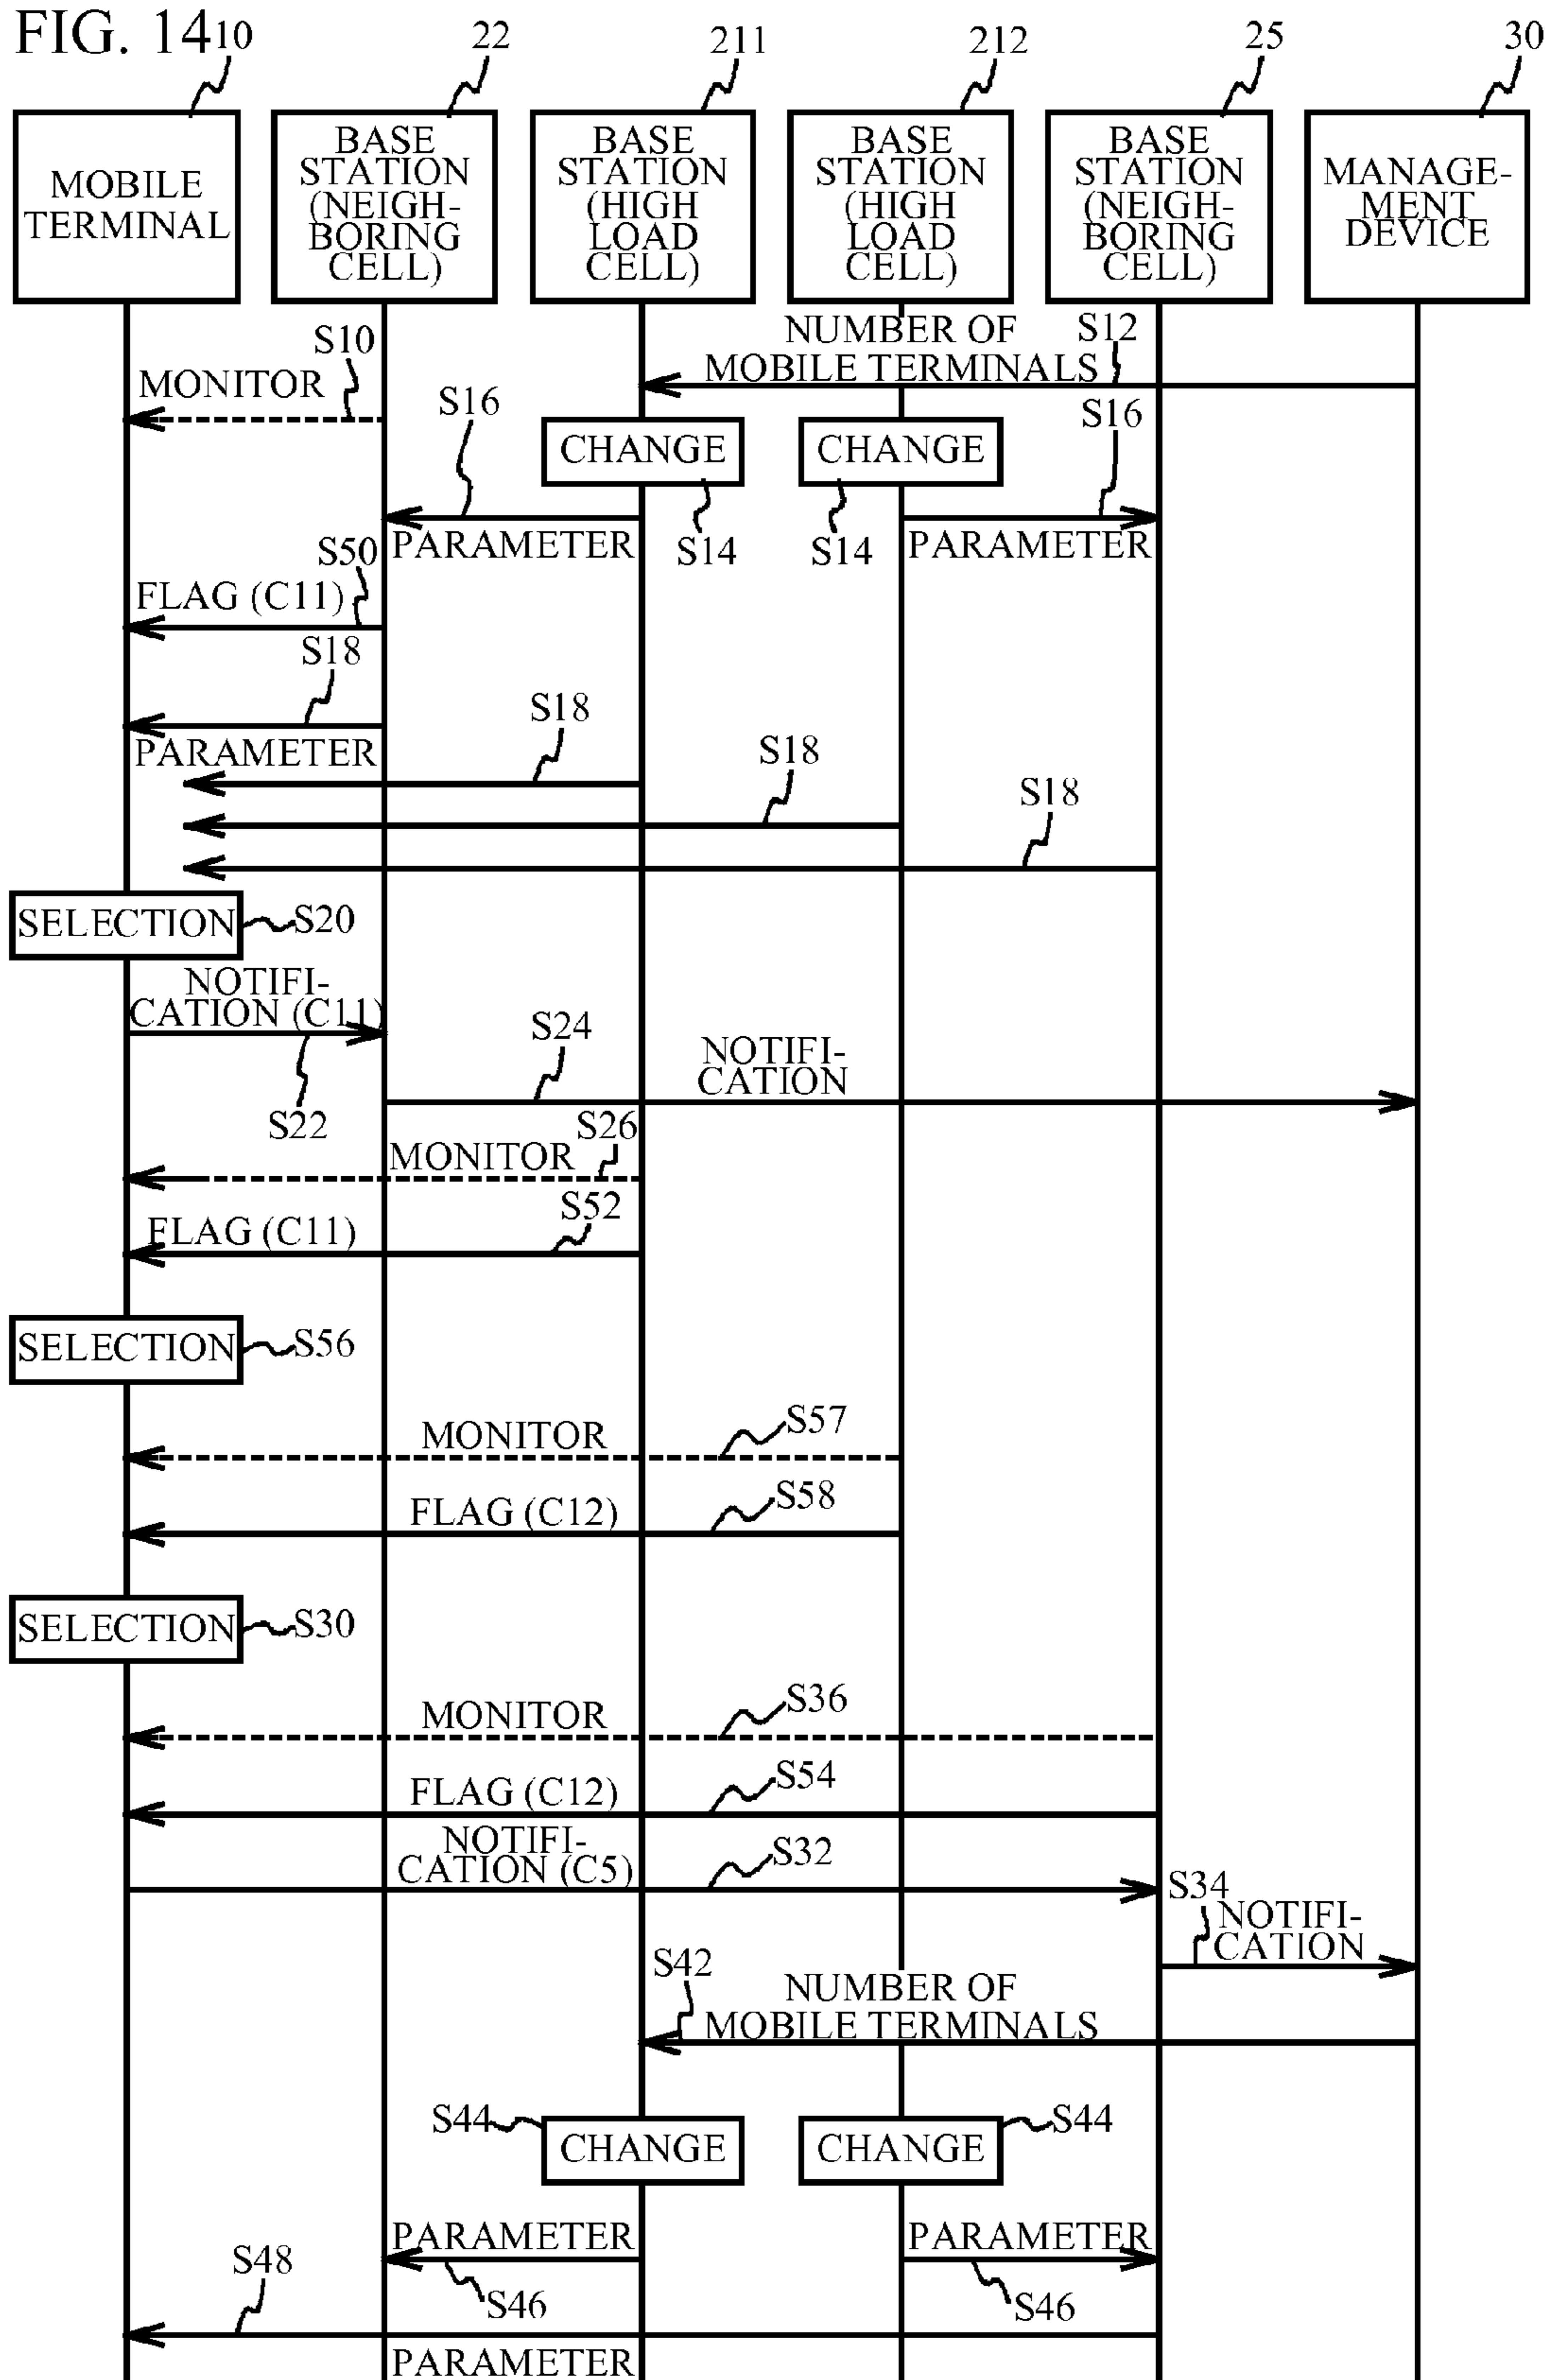 FIG. 14
10
22
211
212
25
30
MOBILE
TERMINAL
BASE
STATION
(NEIGH-
BORING
CELL)
BASE
STATION
(HIGH
LOAD
CELL)
BASE
STATION
(HIGH
LOAD
CELL)
BASE
STATION
(NEIGH-
BORING
CELL)
MANAGE-
MENT
DEVICE
S10
MONITOR
NUMBER OF
MOBILE TERMINALS
S12
S16
CHANGE
CHANGE
S16
PARAMETER
S14
S14
PARAMETER
S50
FLAG (C11)
S18
PARAMETER
S18
S18
S18
SELECTION
S20
NOTIFI-
CATION (C11)
S22
S24
NOTIFI-
CATION
S26
MONITOR
S52
FLAG (C11)
SELECTION
S56
MONITOR
S57
FLAG (C12)
S58
SELECTION
S30
MONITOR
S36
FLAG (C12)
S54
NOTIFI-
CATION (C5)
S32
S34
NOTIFI-
CATION
S42
NUMBER OF
MOBILE TERMINALS
S44
CHANGE
CHANGE
S44
PARAMETER
PARAMETER
S48
S46
S46
PARAMETER